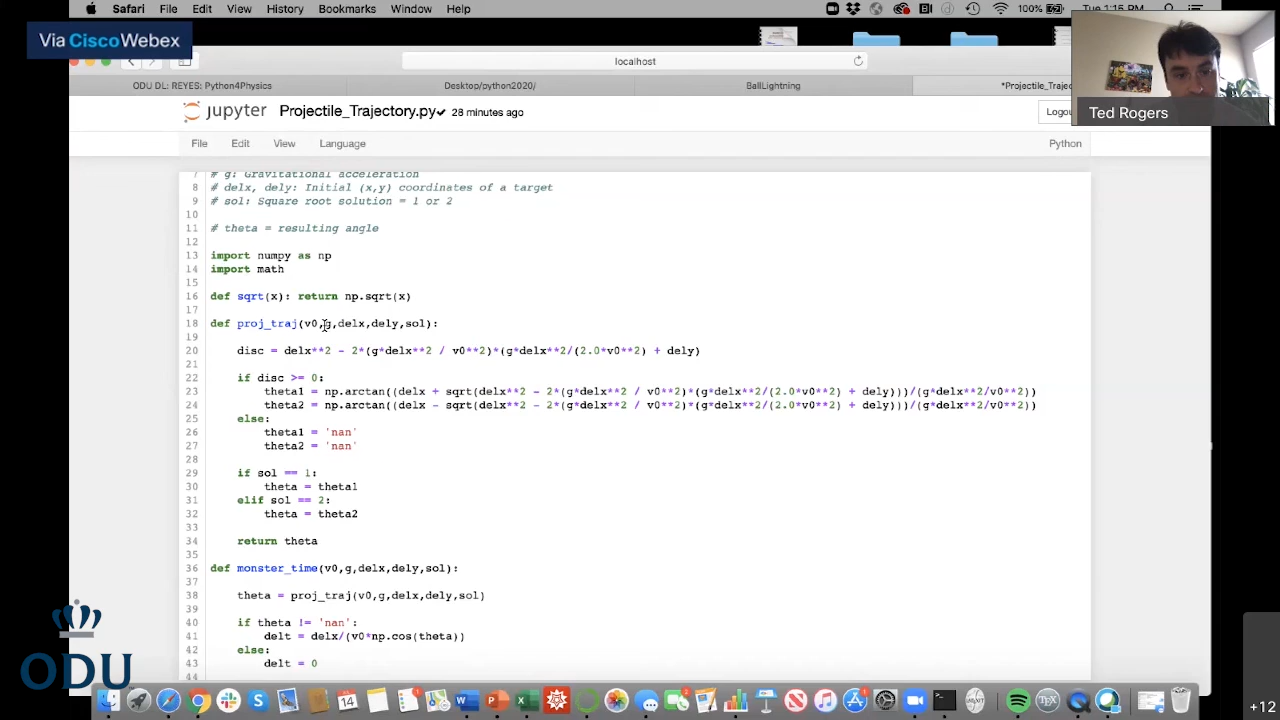 Safari File Edit View History Bookmarks Window Help 100% Tue 1:15 PM
Via Cisco Webex
localhost
ODU DL: REYES: Python4Physics Desktop/python2020/ BallLightning *Projectile_Trajec
Ted Rogers
jupyter Projectile_Trajectory.py✔ 28 minutes ago Logou
File Edit View Language Python
7 # g: Gravitational acceleration
8 # delx, dely: Initial (x,y) coordinates of a target
9 # sol: Square root solution = 1 or 2
10
11 # theta = resulting angle
12
13 import numpy as np
14 import math
15
16 def sqrt(x): return np.sqrt(x)
17
18 def proj_traj(v0,g,delx,dely,sol):
19
20 disc = delx**2 - 2*(g*delx**2 / v0**2)*(g*delx**2/(2.0*v0**2) + dely)
21
22 if disc >= 0:
23 theta1 = np.arctan((delx + sqrt(delx**2 - 2*(g*delx**2 / v0**2)*(g*delx**2/(2.0*v0**2) + dely)))/(g*delx**2/v0**2))
24 theta2 = np.arctan((delx - sqrt(delx**2 - 2*(g*delx**2 / v0**2)*(g*delx**2/(2.0*v0**2) + dely)))/(g*delx**2/v0**2))
25 else:
26 theta1 = 'nan'
27 theta2 = 'nan'
28
29 if sol == 1:
30 theta = theta1
31 elif sol == 2:
32 theta = theta2
33
34 return theta
35
36 def monster_time(v0,g,delx,dely,sol):
37
38 theta = proj_traj(v0,g,delx,dely,sol)
39
40 if theta != 'nan':
41 delt = delx/(v0*np.cos(theta))
42 else:
43 delt = 0
44
ODU
+12